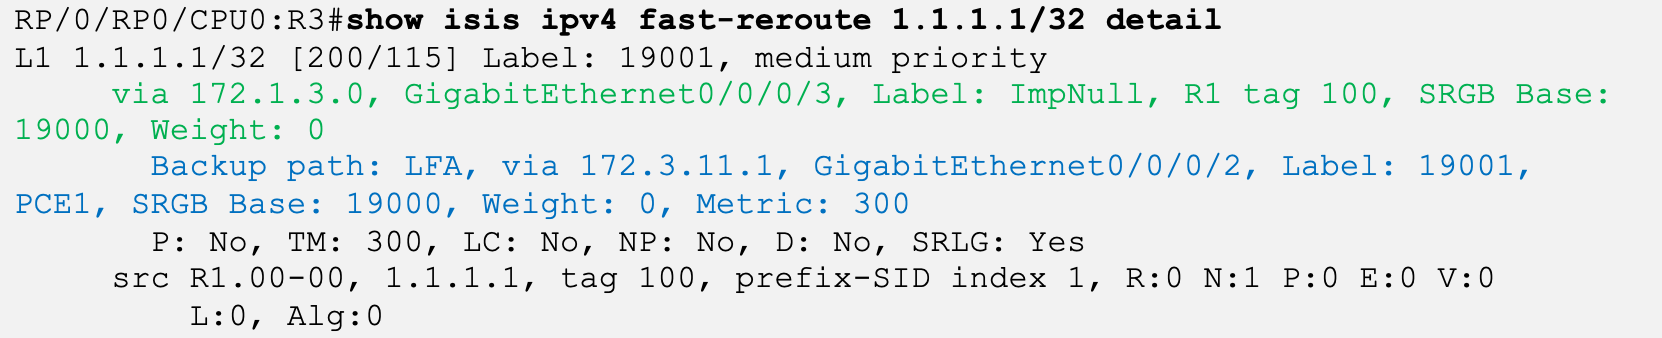 RP/0/RP0/CPU0:R3#show isis ipv4 fast-reroute 1.1.1.1/32 detail
L1 1.1.1.1/32 [200/115] Label: 19001, medium priority
via 172.1.3.0, GigabitEthernet0/0/0/3, Label: ImpNull, R1 tag 100, SRGB Base:
19000, Weight: 0
Backup path: LFA, via 172.3.11.1, GigabitEthernet0/0/0/2, Label: 19001,
PCE1, SRGB Base: 19000, Weight: 0, Metric: 300
P: No, TM: 300, LC: No, NP: No, D: No, SRLG: Yes
src R1.00-00, 1.1.1.1, tag 100, prefix-SID index 1, R:0 N:1 P:0 E:0 V:0
L:0, Alg:0